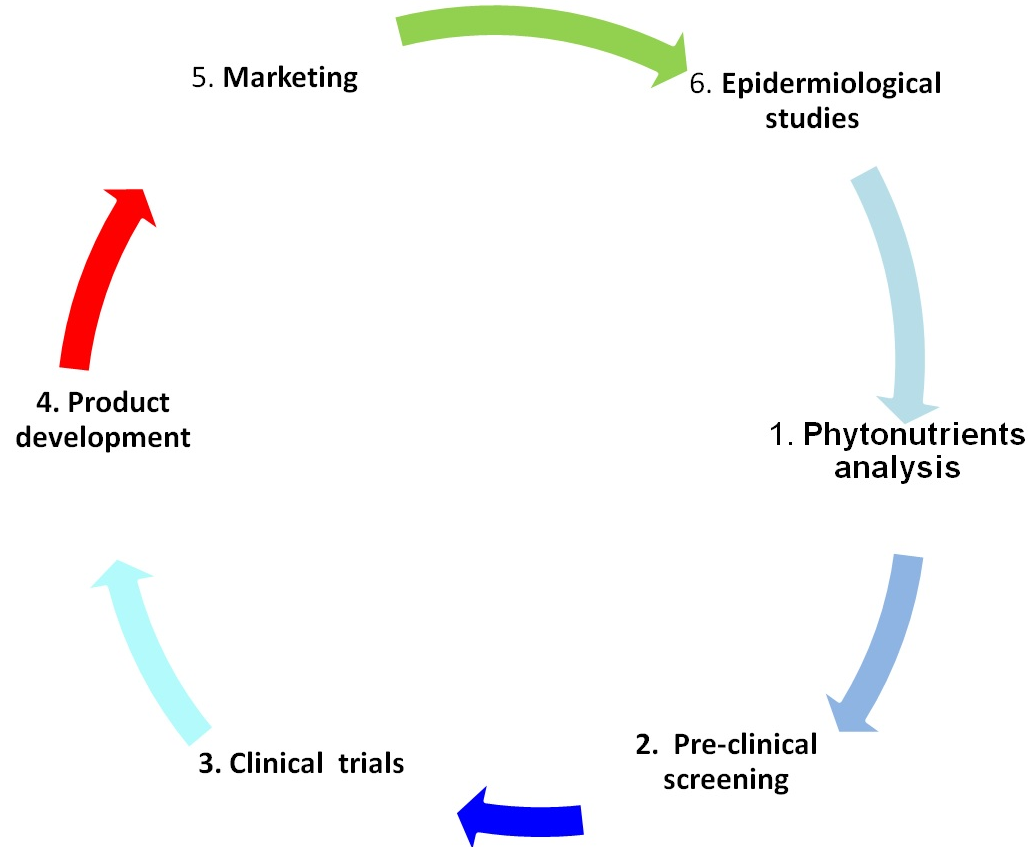 5. Marketing
6. Epidermiological
studies
1. Phytonutrients
analysis
2. Pre-clinical
screening
3. Clinical trials
4. Product
development